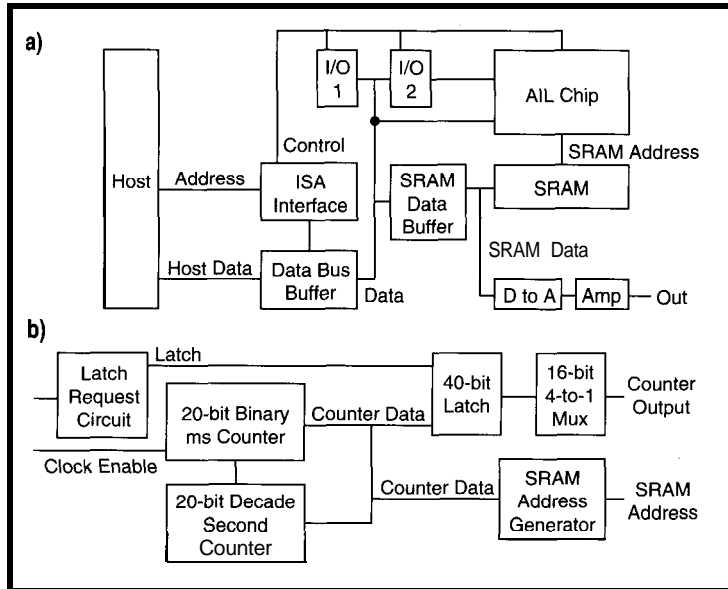 a)
I/O
1
I/O
2
AIL Chip
Control
SRAM Address
Host
Address
ISA
Interface
SRAM
Data
Buffer
SRAM
SRAM Data
Host Data
Data Bus
Buffer
Data
D to A
Amp
Out
b)
Latch
Latch
Request
Circuit
20-bit Binary
ms Counter
Counter Data
40-bit
Latch
16-bit
4-to-1
Mux
Counter
Output
Clock Enable
20-bit Decade
Second
Counter
Counter Data
SRAM
Address
Generator
SRAM
Address